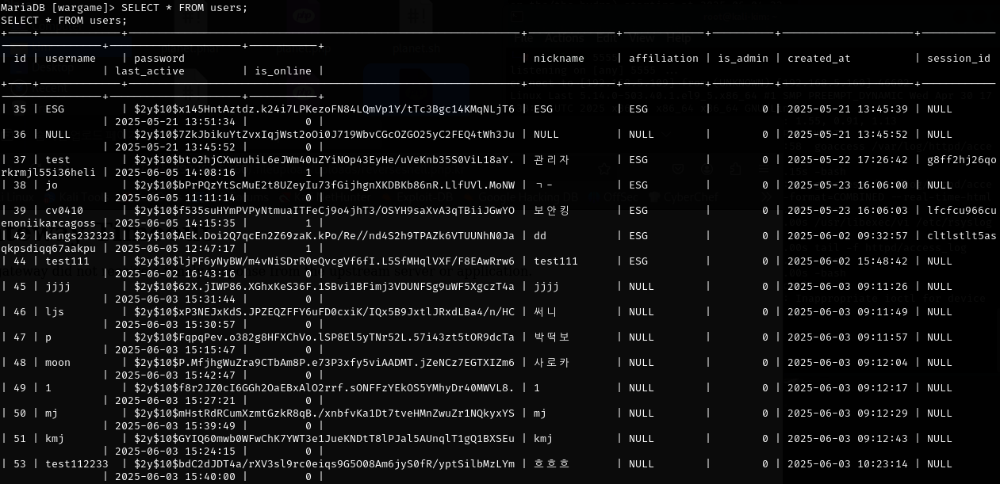 MariaDB [wargame]> SELECT * FROM users;
SELECT * FROM users;
| id | username | password | nickname | affiliation | is_admin | created_at | session_id
| last_active | is_online |
| 35 | ESG | $2y$10$x145HntAztdz.k24i7LPKezoFN84LQmVp1Y/tTc3Bgc14KMqNLjT6 | ESG | ESG | 0 | 2025-05-21 13:45:39 | NULL
| 2025-05-21 13:51:34 | 0 |
| 36 | NULL | $2y$10$7ZkJbikuYtZvxIqjWst2oOi0J719WbvCGcOZGO25yC2FEQ4tWh3Ju | NULL | NULL | 0 | 2025-05-21 13:45:52 | NULL
| 2025-05-21 13:45:52 | 0 |
| 37 | test | $2y$10$bto2hjCXwuuhiL6eJWm40uZYiNOp43EyHe/uVeKnb35S0ViL18aY. | 관리자 | ESG | 0 | 2025-05-22 17:26:42 | g8ff2hj26qo
rkrmjl55i36heli | 2025-06-05 14:08:16 | 1 |
| 38 | jo | $2y$10$bPrPQzYtScMuE2t8UZeyIu73fGijhgnXKDBKb86nR.LlfUVl.MoNW | ㄱ- | ESG | 0 | 2025-05-23 16:06:00 | NULL
| 2025-06-05 11:11:14 | 0 |
| 39 | cv0410 | $2y$10$f535suHYmPVPyNtmuaITFeCj9o4jhT3/OSYH9saXvA3qTBiiJGwYO | 보안킹 | ESG | 0 | 2025-05-23 16:06:03 | lfcfcu966cu
enoniikarcagoss | 2025-06-05 14:15:35 | 1 |
| 42 | kangs232323 | $2y$10$AEk.Doi2Q7qcEn2Z69zaK.kPo/Re//nd4S2h9TPAZk6VTUUNhN0Ja | dd | ESG | 0 | 2025-06-02 09:32:57 | cltlstlt5as
qkpsdiqq67aakpu | 2025-06-05 12:47:17 | 1 |
| 44 | test111 | $2y$10$ljPF6yNyBW/m4vNiSDrR0eQvcgVf6fI.L5SfMHqlVXF/F8EAwRrw6 | test111 | ESG | 0 | 2025-06-02 15:48:42 | NULL
| 2025-06-02 16:43:16 | 0 |
| 45 | jjjj | $2y$10$62X.jIWP86.XGhxKeS36F.1SBvi1BFimj3VDUNFSg9uWF5XgczT4a | jjjj | NULL | 0 | 2025-06-03 09:11:26 | NULL
| 2025-06-03 15:31:44 | 0 |
| 46 | ljs | $2y$10$xP3NEJxKdS.JPZEQZFFY6uFD0cxiK/IQx5B9JxtlJRxdLBa4/n/HC | 써니 | NULL | 0 | 2025-06-03 09:11:49 | NULL
| 2025-06-03 15:30:57 | 0 |
| 47 | p | $2y$10$FqpqPev.o382g8HFXChVo.lSP8El5yTNr52L.57i43zt5tOR9dcTa | 박떡보 | NULL | 0 | 2025-06-03 09:11:57 | NULL
| 2025-06-03 15:15:47 | 0 |
| 48 | moon | $2y$10$P.MfjhgWuZra9CTbAm8P.e73P3xfy5viAADMT.jZeNCz7EGTXIZm6 | 사로카 | NULL | 0 | 2025-06-03 09:12:04 | NULL
| 2025-06-03 15:42:47 | 0 |
| 49 | 1 | $2y$10$f8r2JZ0cI6GGh2OaEBxAlO2rrf.sONFFzYEkOS5YMhyDr40MWVL8. | 1 | NULL | 0 | 2025-06-03 09:12:17 | NULL
| 2025-06-03 15:27:21 | 0 |
| 50 | mj | $2y$10$mHstRdRCumXzmtGzkR8qB./xnbfvKa1Dt7tveHMnZwuZr1NQkyxYS | mj | NULL | 0 | 2025-06-03 09:12:29 | NULL
| 2025-06-03 15:39:49 | 0 |
| 51 | kmj | $2y$10$GYIQ60mwb0WFwChK7YWT3e1JueKNDtT8lPJal5AUnqlT1gQ1BXSEu | kmj | NULL | 0 | 2025-06-03 09:12:43 | NULL
| 2025-06-03 15:24:15 | 0 |
| 53 | test112233 | $2y$10$bdC2dJDT4a/rXV3sl9rc0eiqs9G5O08Am6jyS0fR/yptSilbMzLYm | 흐흐흐 | NULL | 0 | 2025-06-03 10:23:14 | NULL
| 2025-06-03 15:40:00 | 0 |